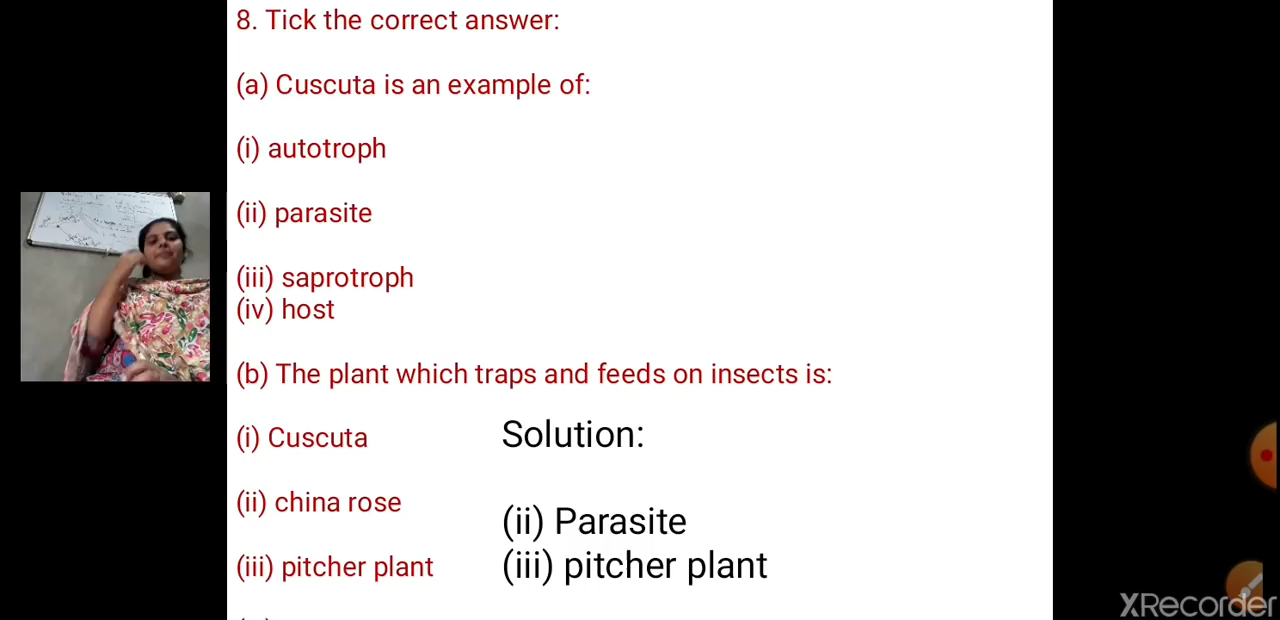 8. Tick the correct answer:
(a) Cuscuta is an example of:
(i) autotroph
(ii) parasite
(iii) saprotroph
(iv) host
(b) The plant which traps and feeds on insects is:
(i) Cuscuta
(ii) china rose
(iii) pitcher plant
Solution:
(ii) Parasite
(iii) pitcher plant
XRecorder